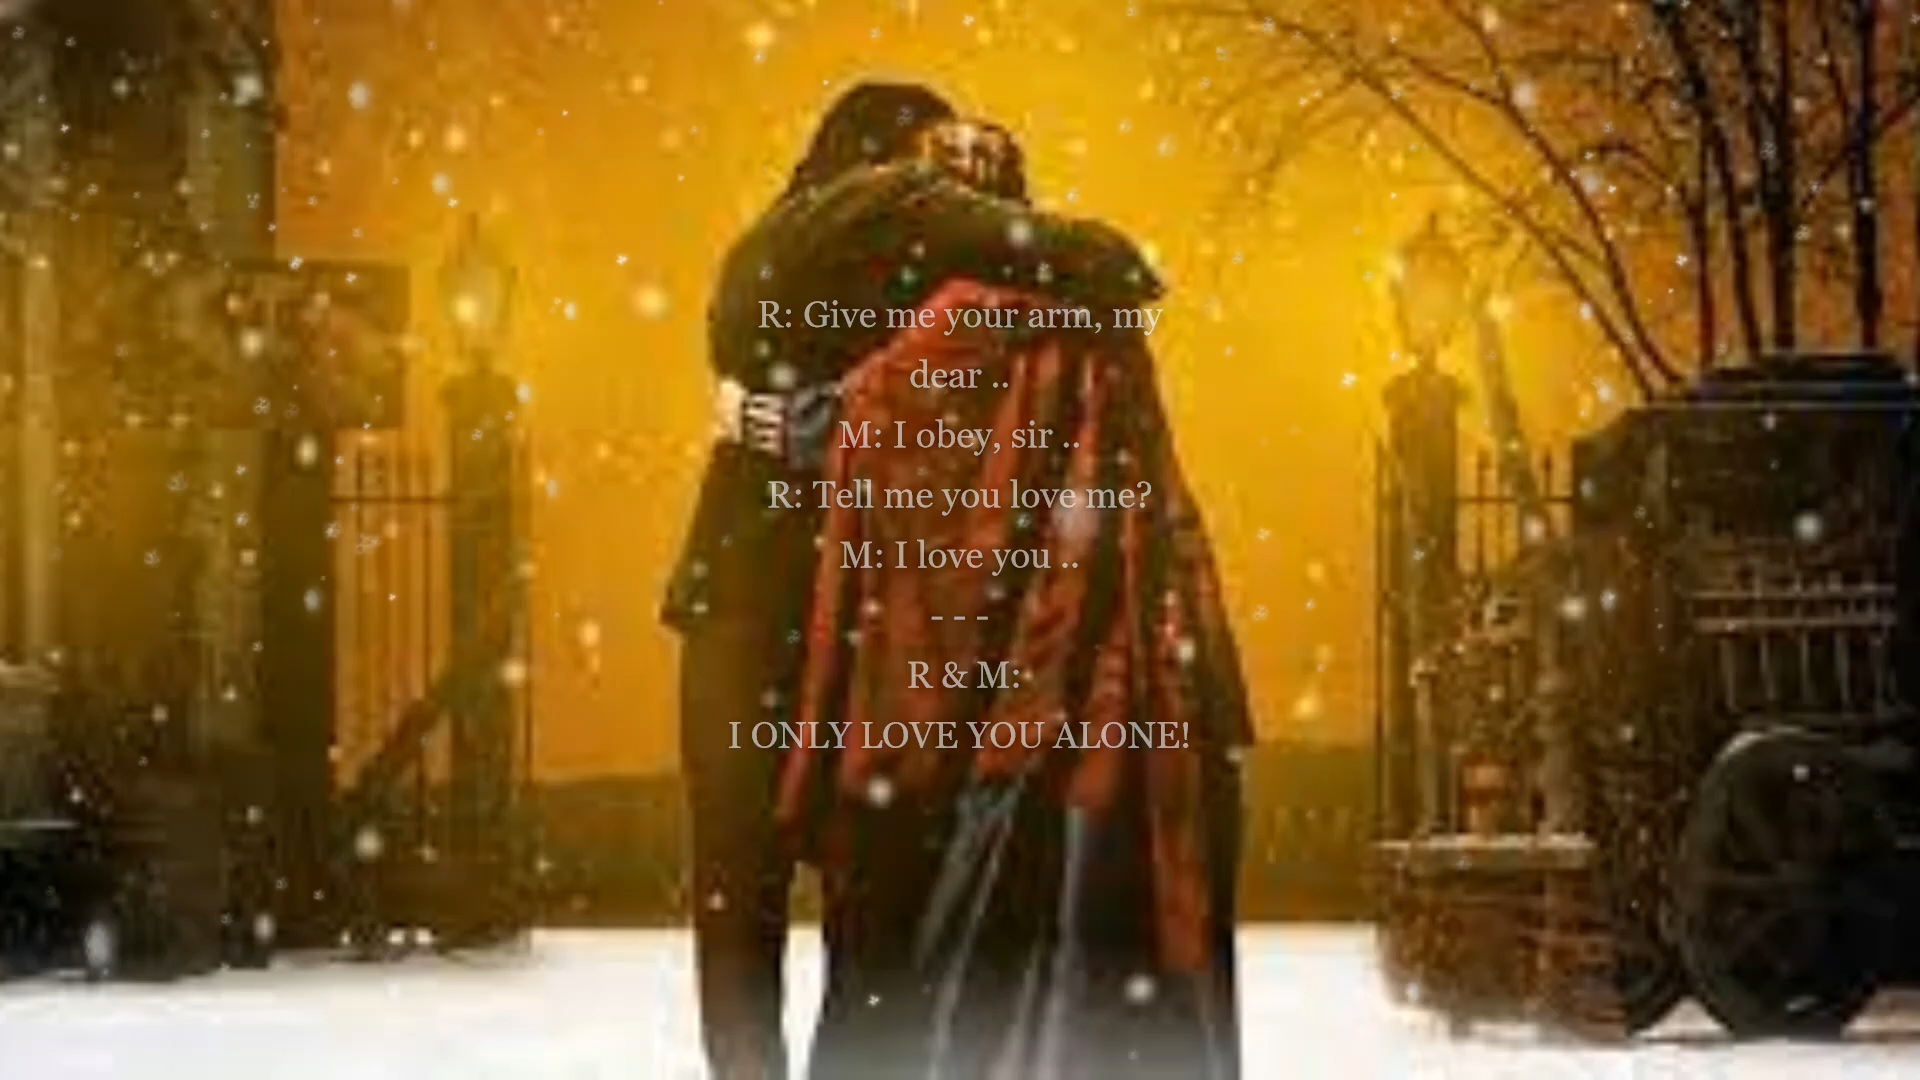 R: Give me your arm, my
dear ..
M: I obey, sir ..
R: Tell me you love me?
M: I love you ..
- - -
R & M:
I ONLY LOVE YOU ALONE!